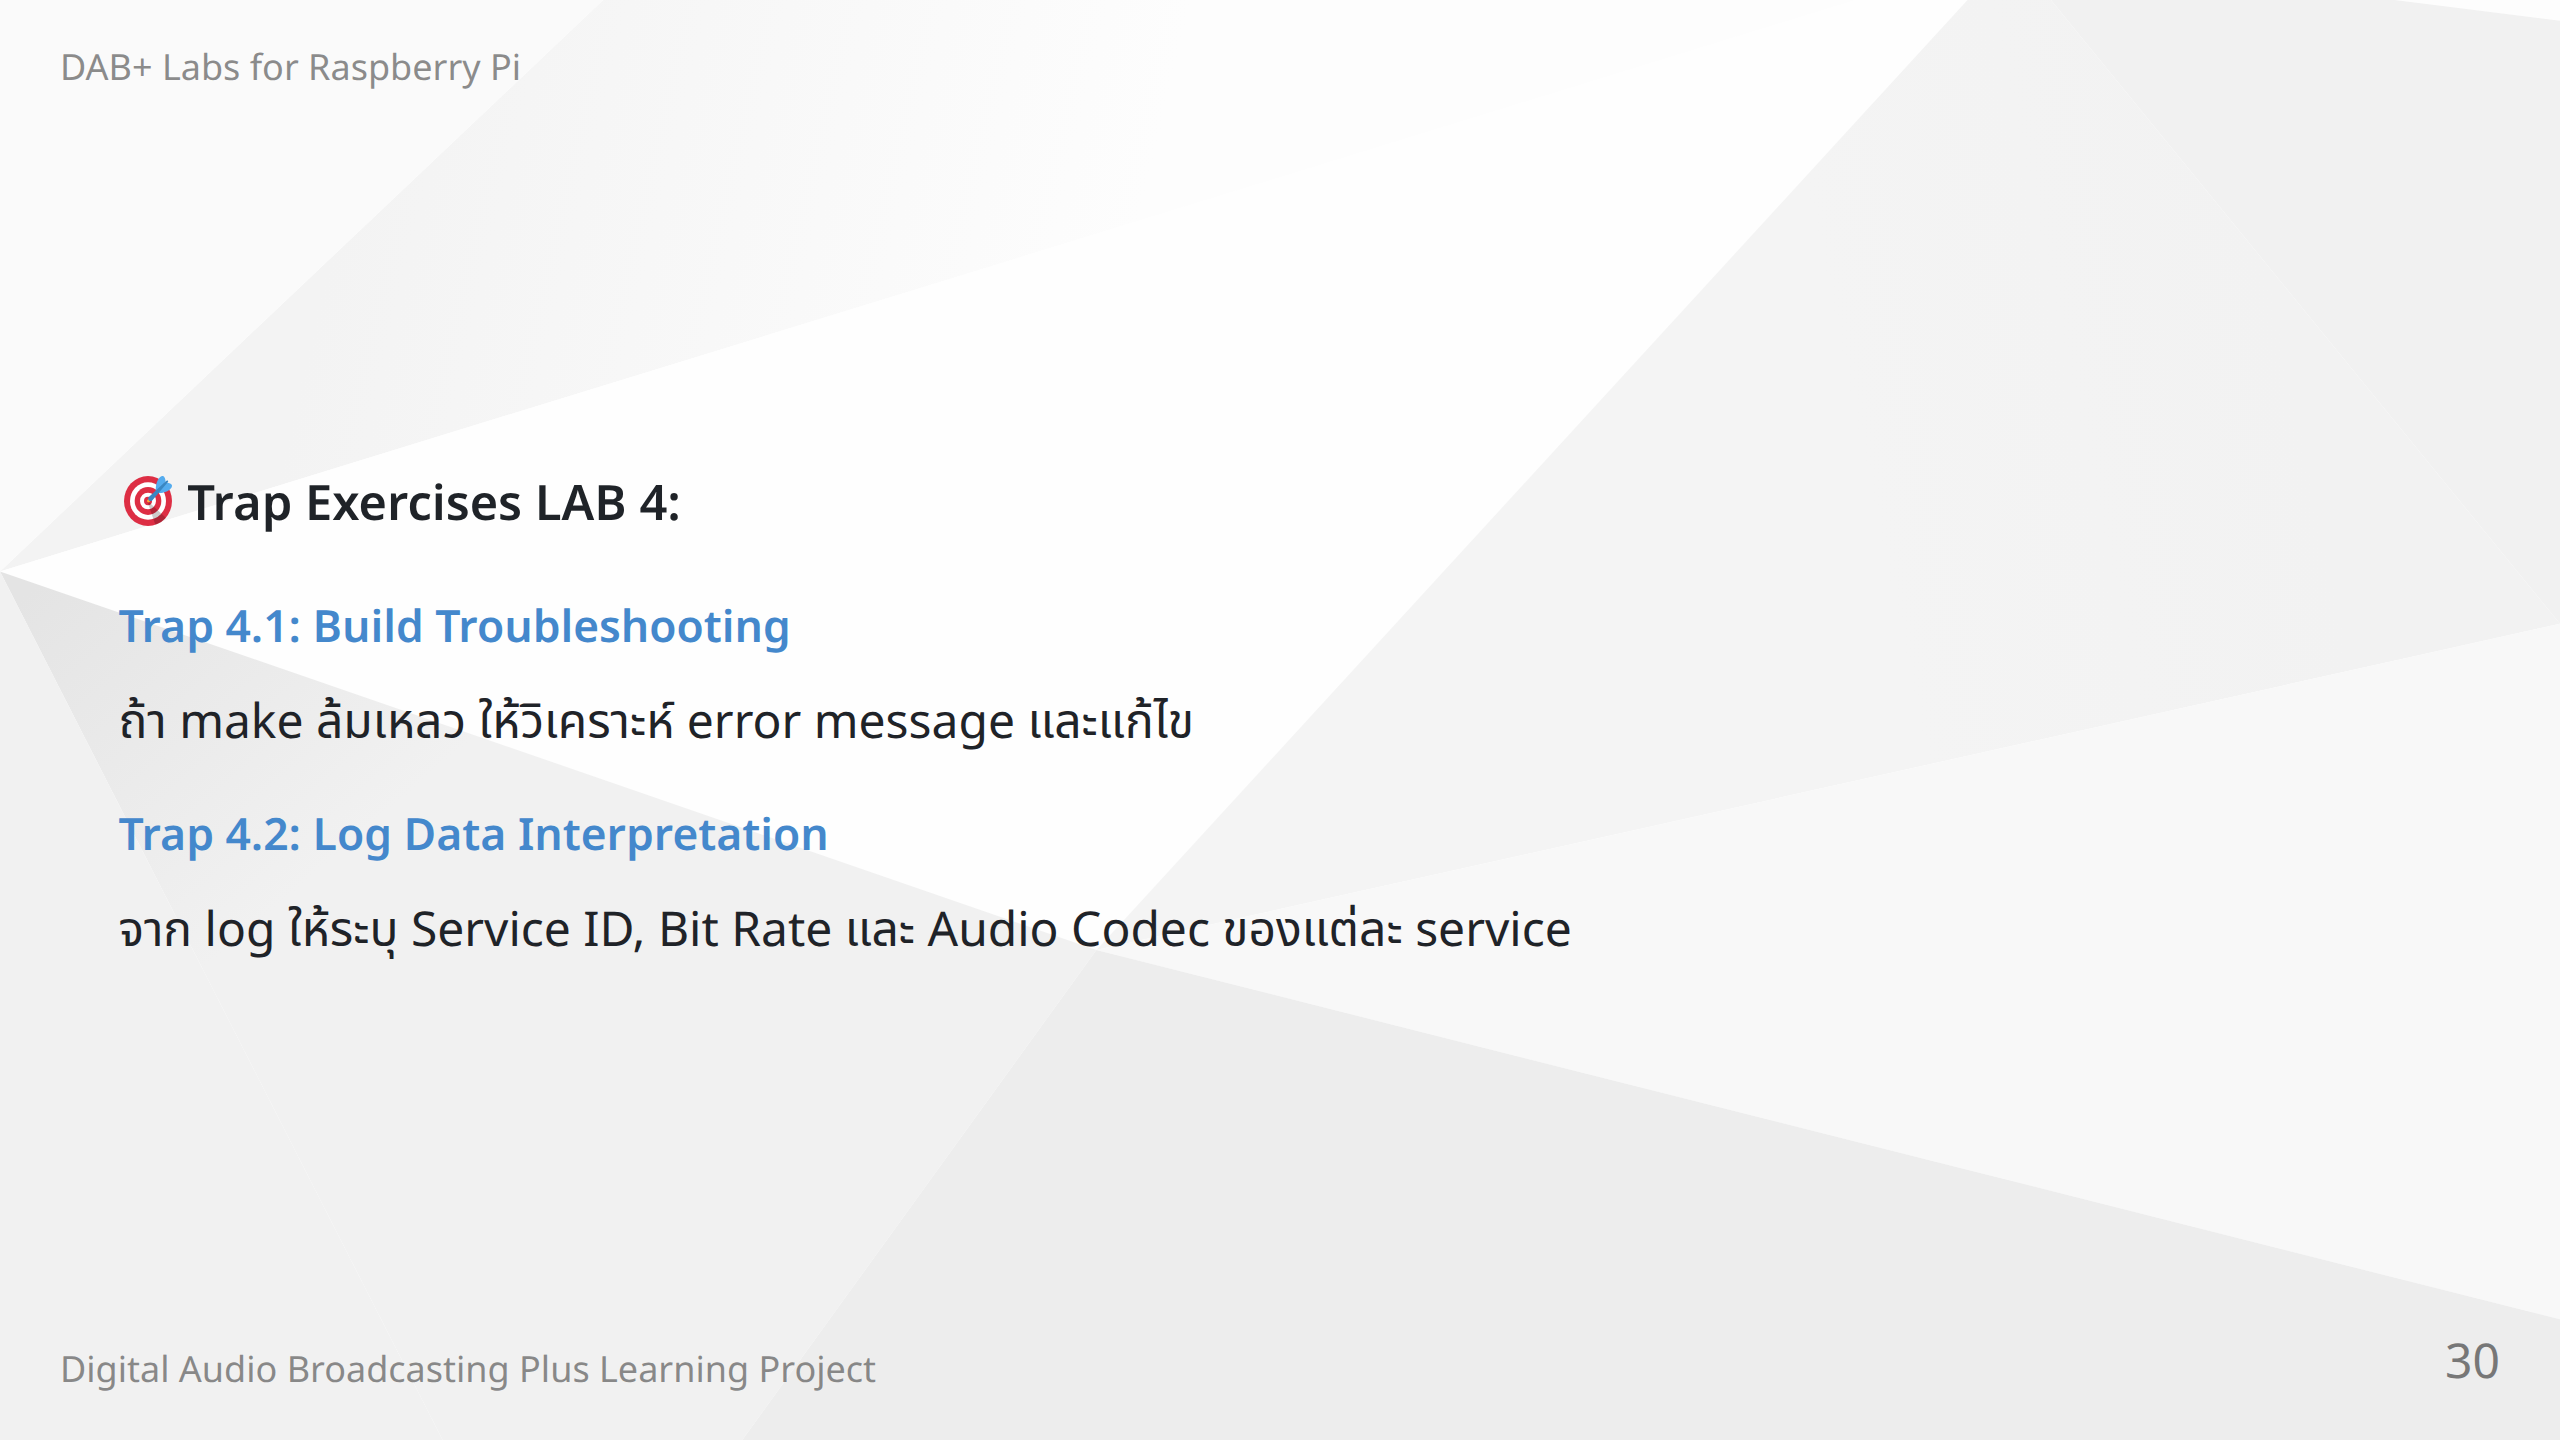 DAB+ Labs for Raspberry Pi
🎯 Trap Exercises LAB 4:
Trap 4.1: Build Troubleshooting
ถ้า make ล้มเหลว ให้วิเคราะห์ error message และแก้ไข
Trap 4.2: Log Data Interpretation
จาก log ให้ระบุ Service ID, Bit Rate และ Audio Codec ของแต่ละ service
Digital Audio Broadcasting Plus Learning Project
30